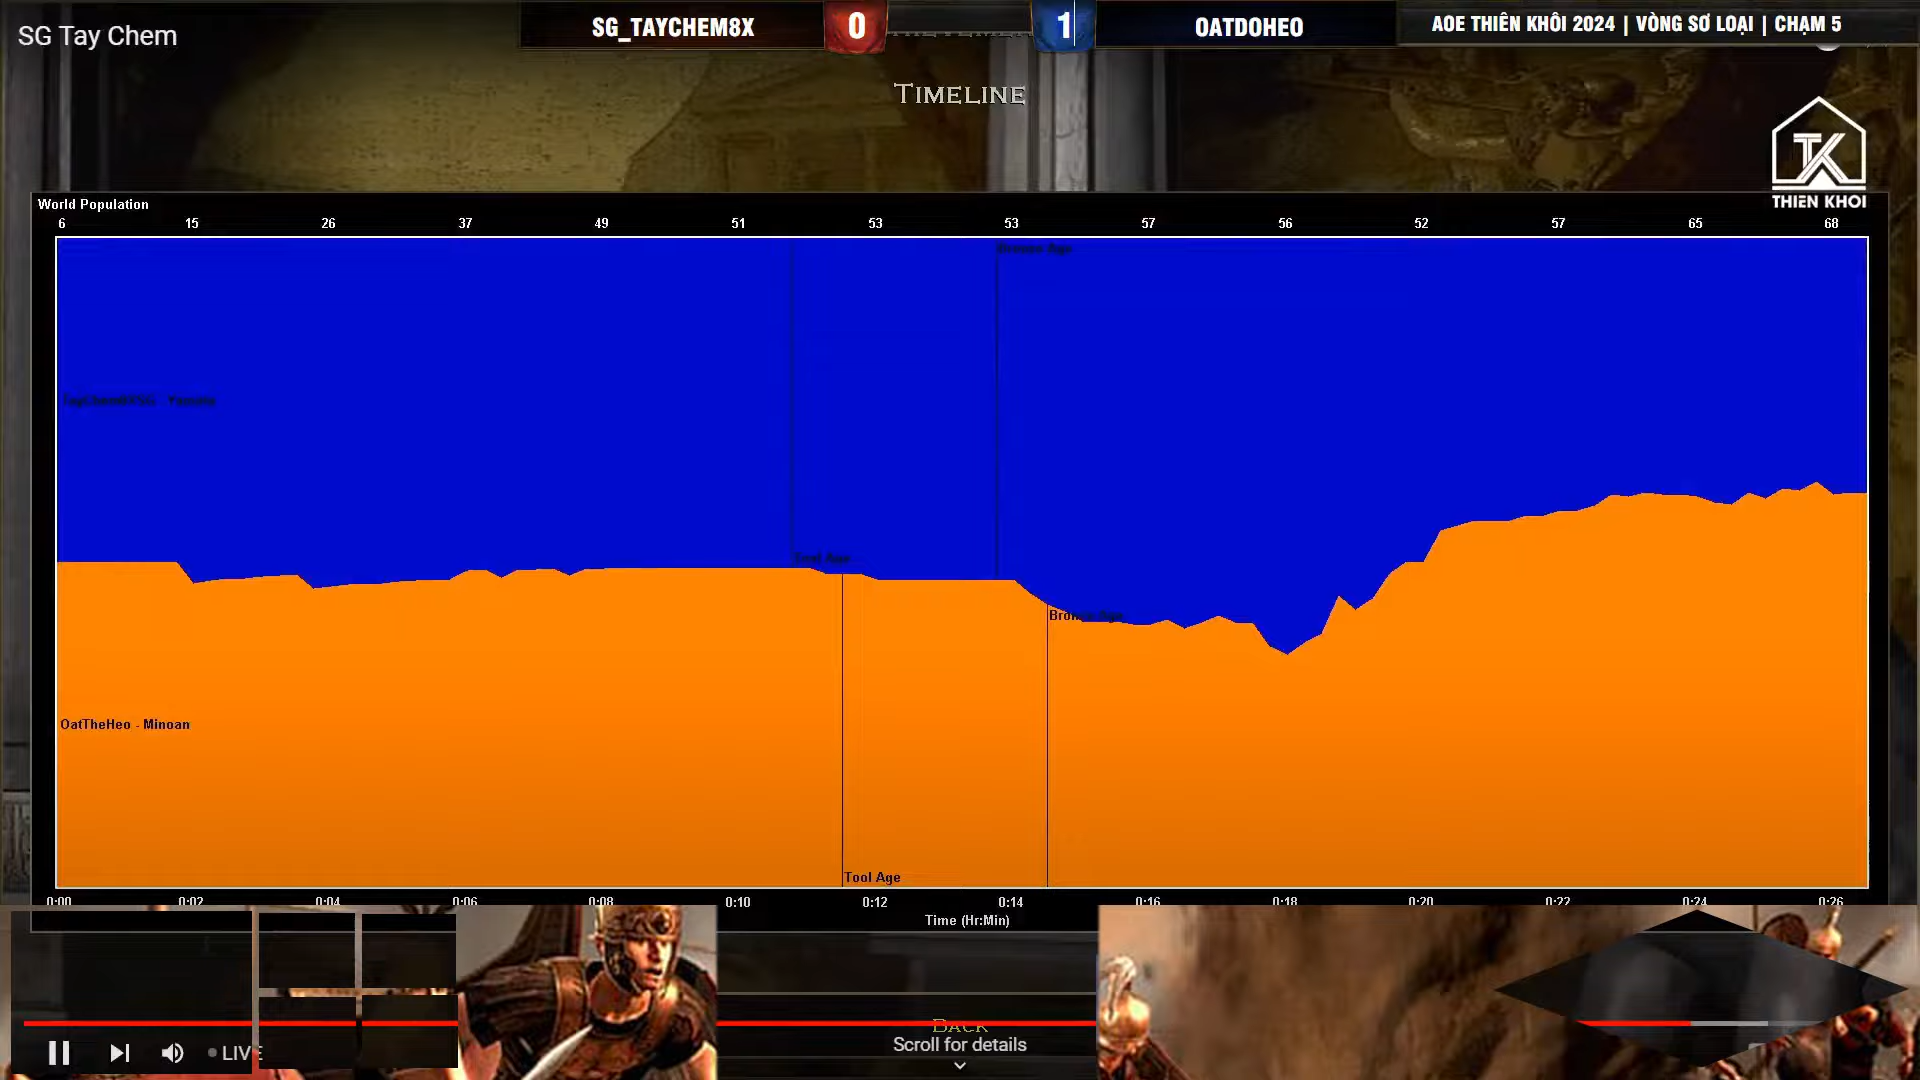 SG Tay Chem
SG_TAYCHEM8X
0
1
OATDOHEO
AOE THIÊN KHÔI 2024 | VÒNG SƠ LOẠI | CHẠM 5
TIMELINE
TK
THIEN KHOI
World Population
6 15 26 37 49 51 53 53 57 56 52 57 65 68
Bronze Age
Tool Age
Bronze Age
OatTheHeo - Minoan
Tool Age
0:00 0:02 0:04 0:06 0:08 0:10 0:12 0:14 0:16 0:18 0:20 0:22 0:24 0:26
Time (Hr:Min)
BACK
LIVE
Scroll for details